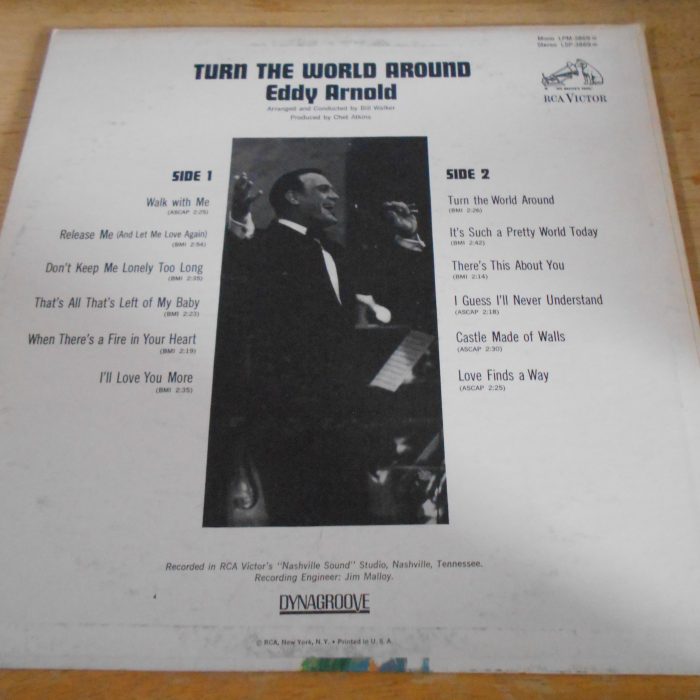 Mono LPM-3869
Stereo LSP-3869
TURN THE WORLD AROUND
Eddy Arnold
Arranged and Conducted by Bill Walker
Produced by Chet Atkins
RCA VICTOR
SIDE 1
Walk with Me
(ASCAP 2:25)
Release Me (And Let Me Love Again)
(BMI 2:54)
Don't Keep Me Lonely Too Long
(BMI 2:35)
That's All That's Left of My Baby
(BMI 2:23)
When There's a Fire in Your Heart
(BMI 2:19)
I'll Love You More
(BMI 2:35)
SIDE 2
Turn the World Around
(BMI 2:26)
It's Such a Pretty World Today
(BMI 2:42)
There's This About You
(BMI 2:14)
I Guess I'll Never Understand
(ASCAP 2:18)
Castle Made of Walls
(ASCAP 2:30)
Love Finds a Way
(ASCAP 2:25)
Recorded in RCA Victor's "Nashville Sound" Studio, Nashville, Tennessee.
Recording Engineer: Jim Malloy.
DYNAGROOVE
© RCA, New York, N.Y. • Printed in U.S.A.